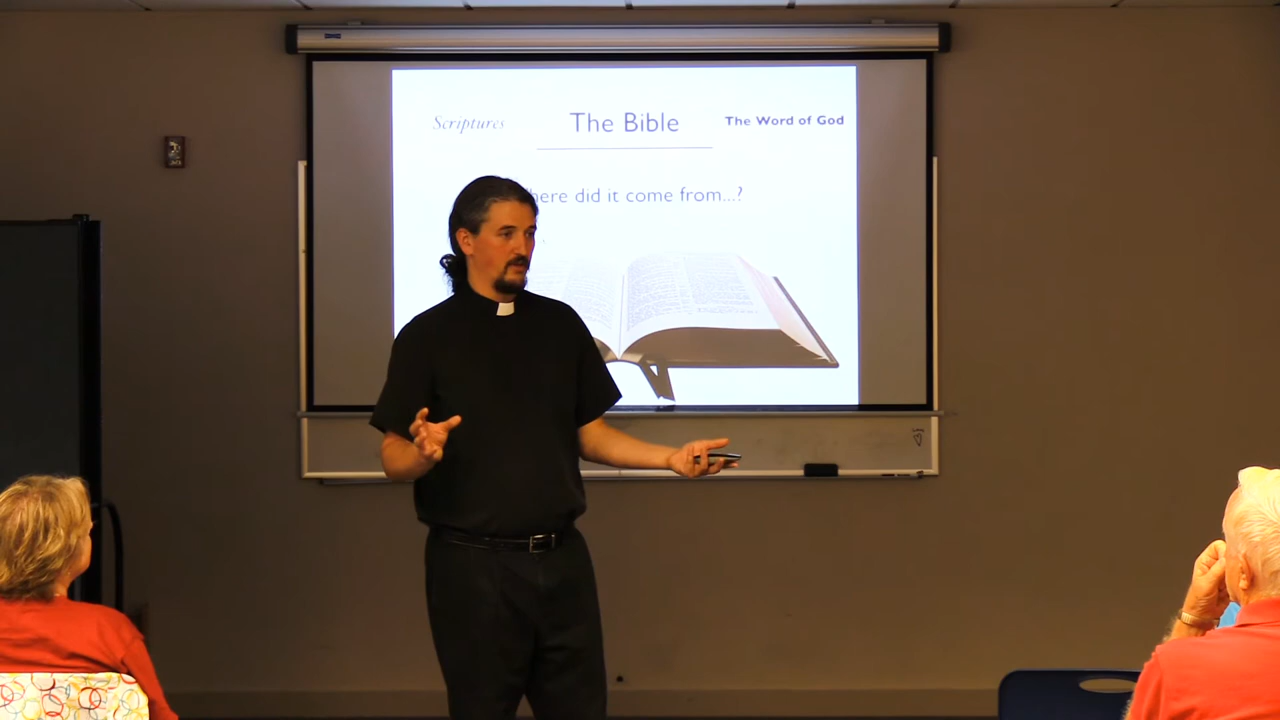 Scriptures The Bible The Word of God
here did it come from...?